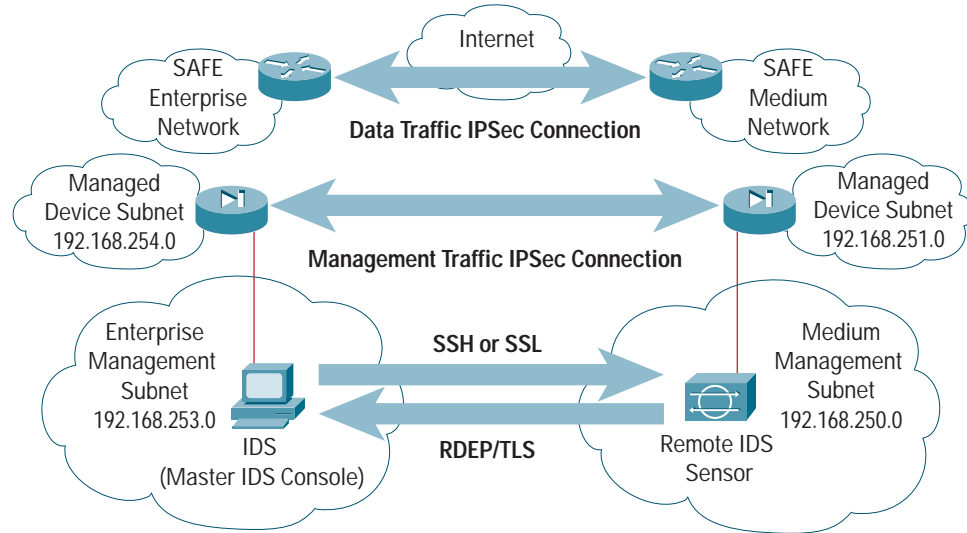 Internet
SAFE
Enterprise
Network
SAFE
Medium
Network
Data Traffic IPSec Connection
Managed
Device Subnet
192.168.254.0
Managed
Device Subnet
192.168.251.0
Management Traffic IPSec Connection
Enterprise
Management
Subnet
192.168.253.0
SSH or SSL
Medium
Management
Subnet
192.168.250.0
RDEP/TLS
IDS
(Master IDS Console)
Remote IDS
Sensor